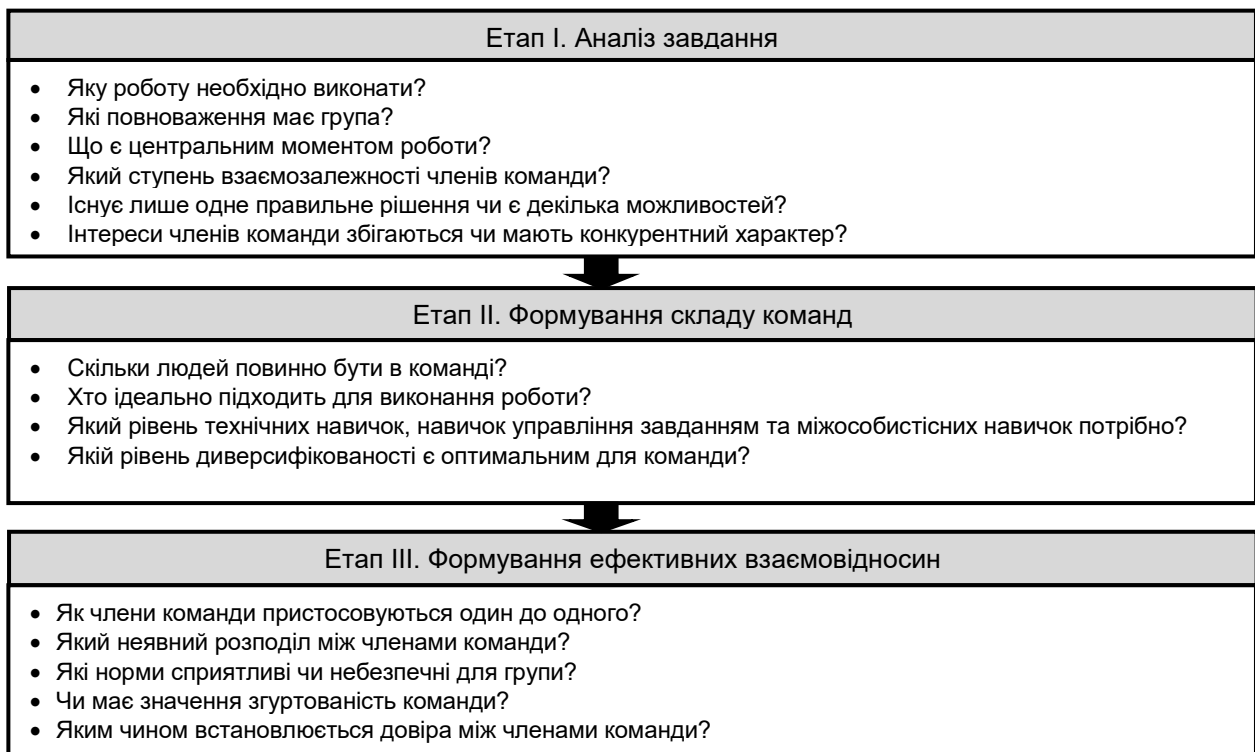 Етап І. Аналіз завдання
• Яку роботу необхідно виконати?
• Які повноваження має група?
• Що є центральним моментом роботи?
• Який ступень взаємозалежності членів команди?
• Існує лише одне правильне рішення чи є декілька можливостей?
• Інтереси членів команди збігаються чи мають конкурентний характер?
Етап ІІ. Формування складу команд
• Скільки людей повинно бути в команді?
• Хто ідеально підходить для виконання роботи?
• Який рівень технічних навичок, навичок управління завданням та міжособистісних навичок потрібно?
• Якій рівень диверсифікованості є оптимальним для команди?
Етап ІІІ. Формування ефективних взаємовідносин
• Як члени команди пристосовуються один до одного?
• Який неявний розподіл між членами команди?
• Які норми сприятливі чи небезпечні для групи?
• Чи має значення згуртованість команди?
• Яким чином встановлюється довіра між членами команди?